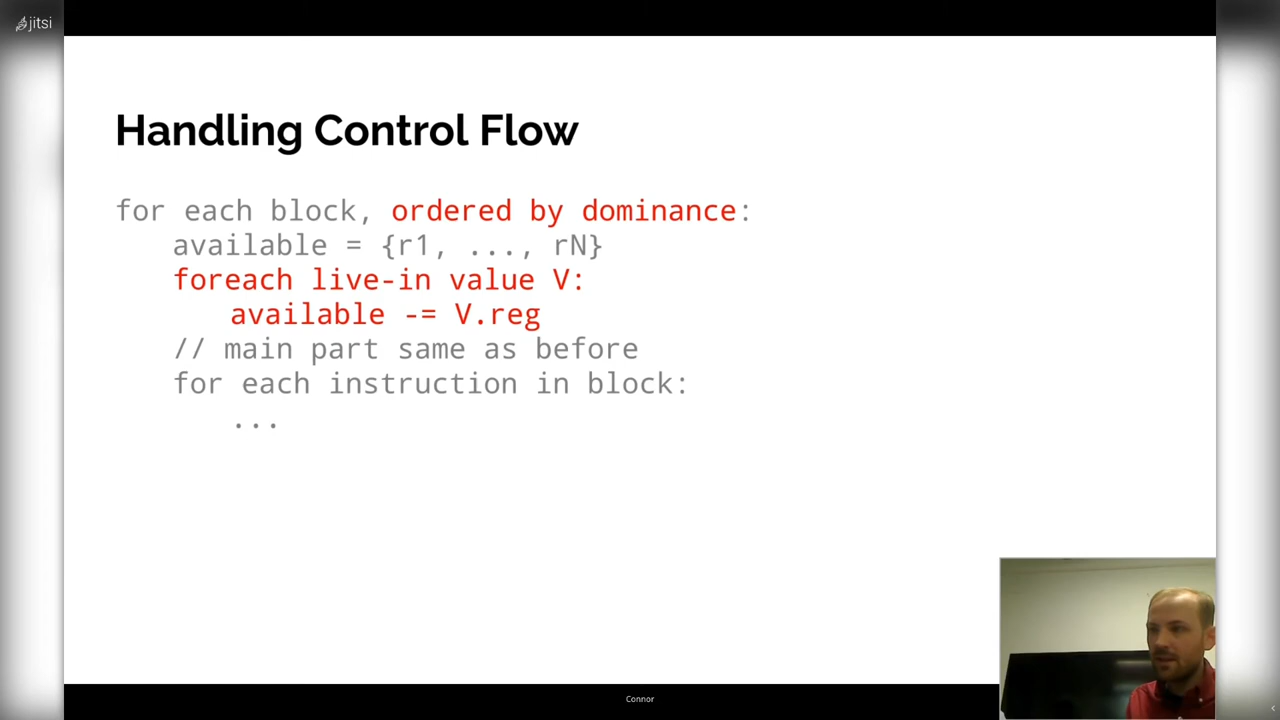 jitsi
Handling Control Flow
for each block, ordered by dominance:
available = {r1, ..., rN}
foreach live-in value V:
available -= V.reg
// main part same as before
for each instruction in block:
...
Connor